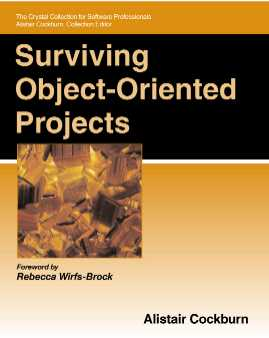 The Crystal Collection for Software Professionals
Alistair Cockburn, Collection Editor
Surviving
Object-Oriented
Projects
Foreword by
Rebecca Wirfs-Brock
Alistair Cockburn